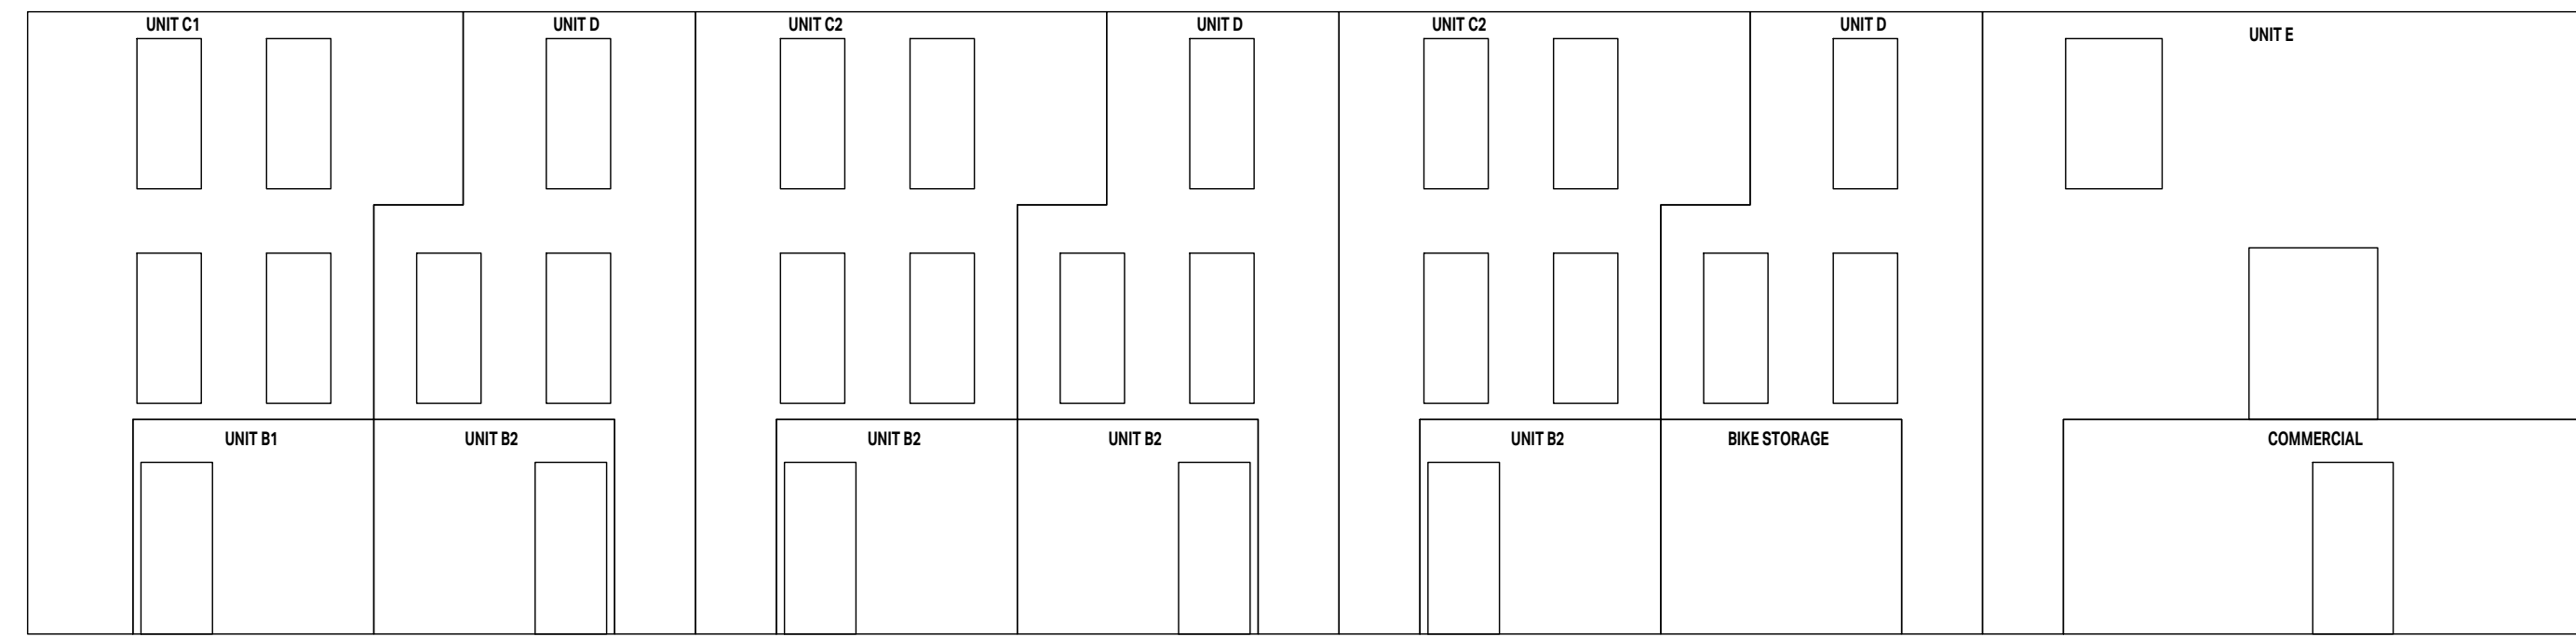 UNIT C1
UNIT D
UNIT C2
UNIT D
UNIT C2
UNIT D
UNIT E
UNIT B1
UNIT B2
UNIT B2
UNIT B2
UNIT B2
BIKE STORAGE
COMMERCIAL